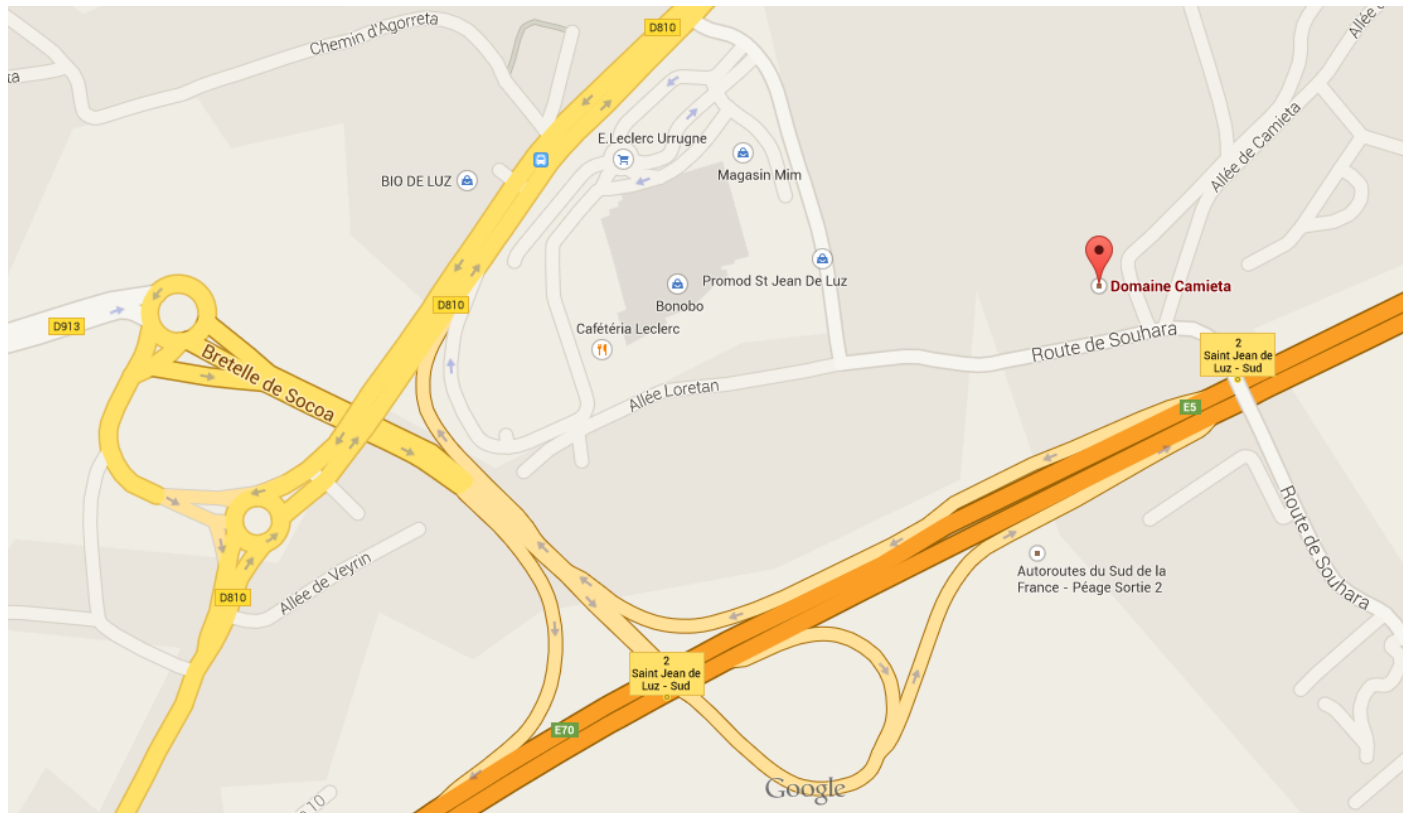 D810
Chemin d'Agorreta
Allée
ta
E.Leclerc Urrugne
Magasin Mim
BIO DE LUZ
Allée de Camieta
Promod St Jean De Luz
Domaine Camieta
Bonobo
D810
D913
Cafétéria Leclerc
Bretelle de Socoa
Route de Souhara
2
Saint Jean de
Luz - Sud
Allée Loretan
E5
Route de Souhara
Autoroutes du Sud de la
France - Péage Sortie 2
Allée de Veyrin
D810
2
Saint Jean de
Luz - Sud
E70
10
Google